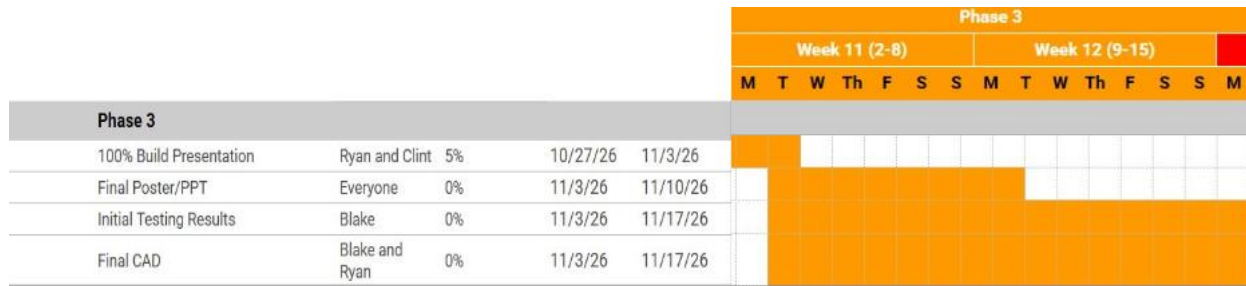 Phase 3
Week 11 (2-8) Week 12 (9-15)
M T W Th F S S M T W Th F S S M
Phase 3
100% Build Presentation Ryan and Clint 5% 10/27/26 11/3/26
Final Poster/PPT Everyone 0% 11/3/26 11/10/26
Initial Testing Results Blake 0% 11/3/26 11/17/26
Final CAD Blake and Ryan 0% 11/3/26 11/17/26